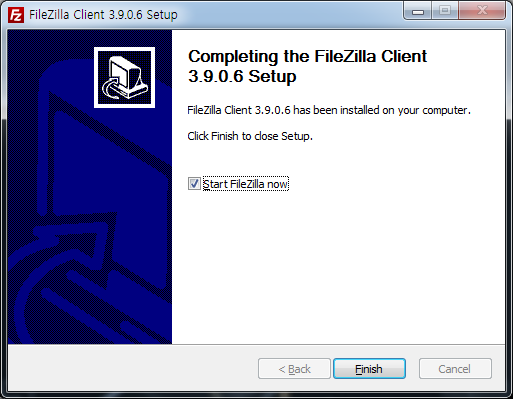 FileZilla Client 3.9.0.6 Setup
Completing the FileZilla Client
3.9.0.6 Setup
FileZilla Client 3.9.0.6 has been installed on your computer.
Click Finish to close Setup.
Start FileZilla now
< Back
Finish
Cancel